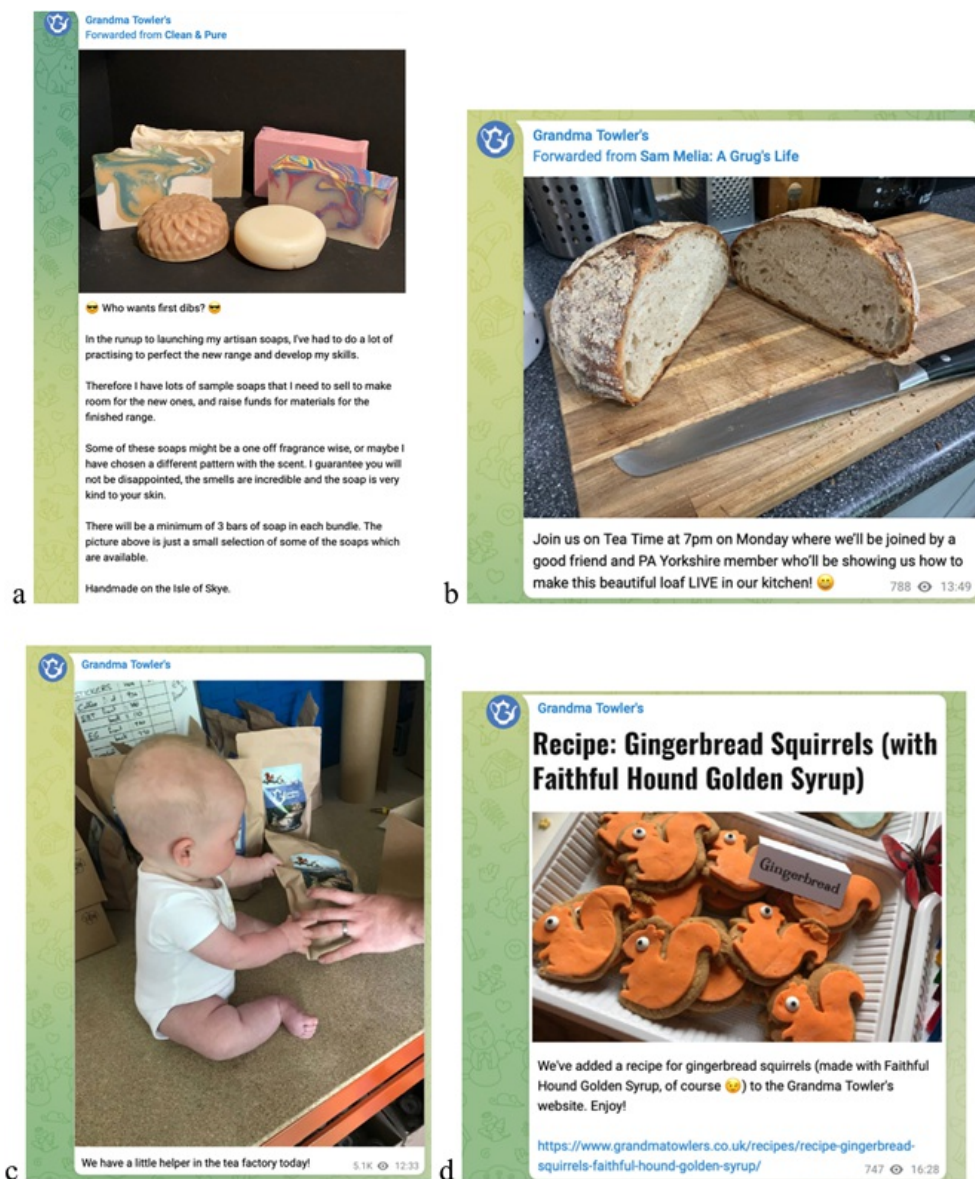 Grandma Towler's
Forwarded from Clean & Pure
😎 Who wants first dibs? 😎
In the runup to launching my artisan soaps, I've had to do a lot of
practising to perfect the new range and develop my skills.
Therefore I have lots of sample soaps that I need to sell to make
room for the new ones, and raise funds for materials for the
finished range.
Some of these soaps might be a one off fragrance wise, or maybe I
have chosen a different pattern with the scent. I guarantee you will
not be disappointed, the smells are incredible and the soap is very
kind to your skin.
There will be a minimum of 3 bars of soap in each bundle. The
picture above is just a small selection of some of the soaps which
are available.
Handmade on the Isle of Skye.
a
Grandma Towler's
Forwarded from Sam Melia: A Grug's Life
Join us on Tea Time at 7pm on Monday where we'll be joined by a
good friend and PA Yorkshire member who'll be showing us how to
make this beautiful loaf LIVE in our kitchen! 😀
788 13:49
b
Grandma Towler's
STICKERS
We have a little helper in the tea factory today!
5.1K 12:33
c
Grandma Towler's
Recipe: Gingerbread Squirrels (with
Faithful Hound Golden Syrup)
Gingerbread
We've added a recipe for gingerbread squirrels (made with Faithful
Hound Golden Syrup, of course 😉) to the Grandma Towler's
website. Enjoy!
https://www.grandmatowlers.co.uk/recipes/recipe-gingerbread-
squirrels-faithful-hound-golden-syrup/
747 16:28
d